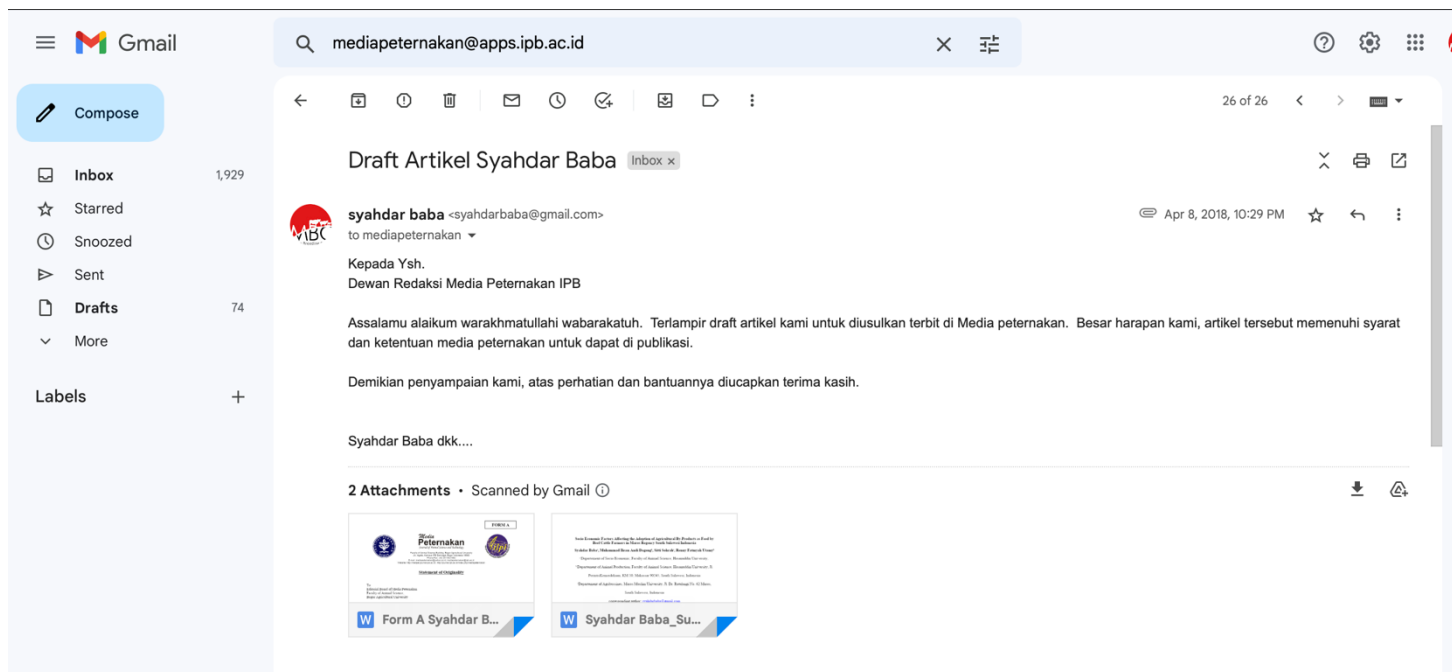 Gmail
mediapeternakan@apps.ipb.ac.id
Compose
26 of 26
Inbox 1,929
Starred
Snoozed
Sent
Drafts 74
More
Labels
Draft Artikel Syahdar Baba Inbox x
syahdar baba <syahdarbaba@gmail.com> Apr 8, 2018, 10:29 PM
to mediapeternakan
MBC
Kepada Ysh.
Dewan Redaksi Media Peternakan IPB
Assalamu alaikum warakhmatullahi wabarakatuh.  Terlampir draft artikel kami untuk diusulkan terbit di Media peternakan.  Besar harapan kami, artikel tersebut memenuhi syarat
dan ketentuan media peternakan untuk dapat di publikasi.
Demikian penyampaian kami, atas perhatian dan bantuannya diucapkan terima kasih.
Syahdar Baba dkk....
2 Attachments • Scanned by Gmail
FORM A
Media
Peternakan
Statement of Originality
W Form A Syahdar B...
W Syahdar Baba_Su...